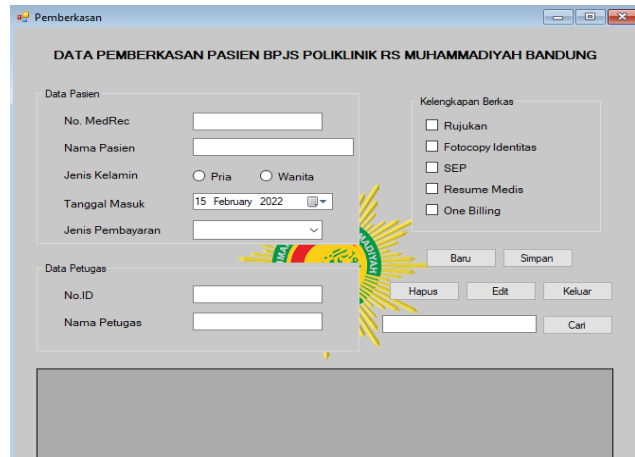 Pemberkasan
DATA PEMBERKASAN PASIEN BPJS POLIKLINIK RS MUHAMMADIYAH BANDUNG
Data Pasien
No. MedRec
Nama Pasien
Jenis Kelamin
Pria
Wanita
Tanggal Masuk
15 February 2022
Jenis Pembayaran
Data Petugas
No.ID
Nama Petugas
Kelengkapan Berkas
Rujukan
Fotocopy Identitas
SEP
Resume Medis
One Billing
Baru
Simpan
Hapus
Edit
Keluar
Cari